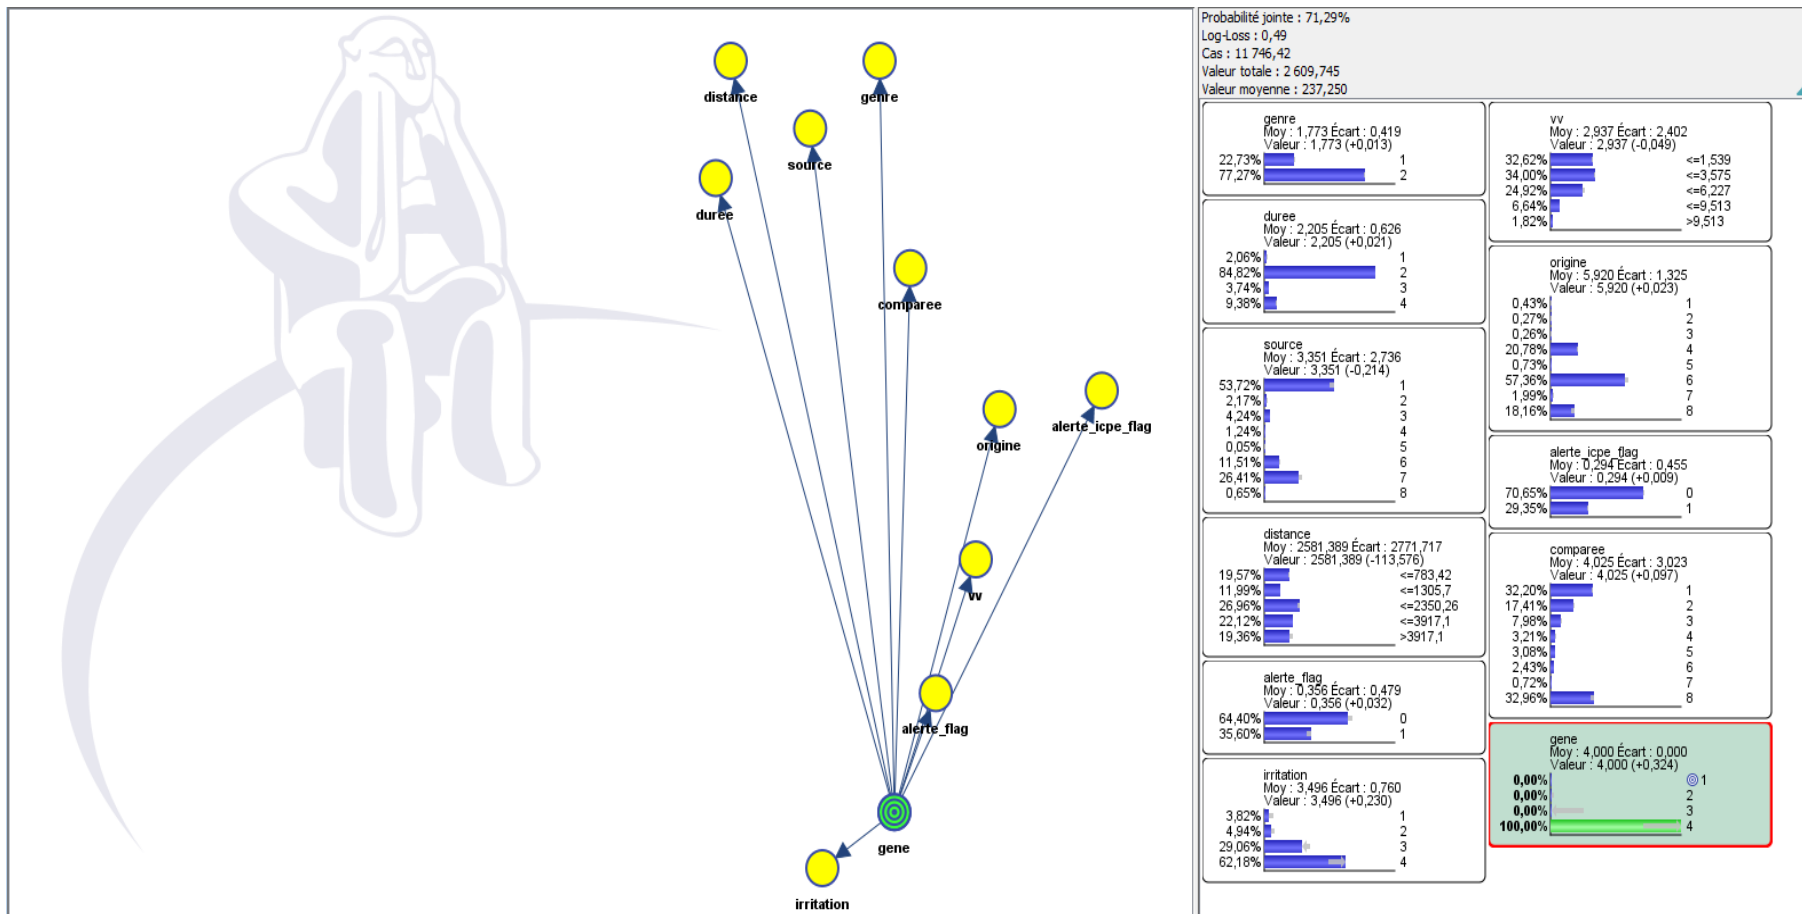 distance
genre
source
duree
comparee
alerte_icpe_flag
origine
vv
alerte_flag
gene
irritation
Probabilité jointe : 71,29%
Log-Loss : 0,49
Cas : 11 746,42
Valeur totale : 2 609,745
Valeur moyenne : 237,250
genre
Moy : 1,773 Écart : 0,419
Valeur : 1,773 (+0,013)
22,73% 1
77,27% 2
duree
Moy : 2,205 Écart : 0,626
Valeur : 2,205 (+0,021)
2,06% 1
84,82% 2
3,74% 3
9,38% 4
source
Moy : 3,351 Écart : 2,736
Valeur : 3,351 (-0,214)
53,72% 1
2,17% 2
4,24% 3
1,24% 4
0,05% 5
11,51% 6
26,41% 7
0,65% 8
distance
Moy : 2581,389 Écart : 2771,717
Valeur : 2581,389 (-113,576)
19,57% <=783,42
11,99% <=1305,7
26,96% <=2350,26
22,12% <=3917,1
19,36% >3917,1
alerte_flag
Moy : 0,356 Écart : 0,479
Valeur : 0,356 (+0,032)
64,40% 0
35,60% 1
irritation
Moy : 3,496 Écart : 0,760
Valeur : 3,496 (+0,230)
3,82% 1
4,94% 2
29,06% 3
62,18% 4
vv
Moy : 2,937 Écart : 2,402
Valeur : 2,937 (-0,049)
32,62% <=1,539
34,00% <=3,575
24,92% <=6,227
6,64% <=9,513
1,82% >9,513
origine
Moy : 5,920 Écart : 1,325
Valeur : 5,920 (+0,023)
0,43% 1
0,27% 2
0,26% 3
20,78% 4
0,73% 5
57,36% 6
1,99% 7
18,16% 8
alerte_icpe_flag
Moy : 0,294 Écart : 0,455
Valeur : 0,294 (+0,009)
70,65% 0
29,35% 1
comparee
Moy : 4,025 Écart : 3,023
Valeur : 4,025 (+0,097)
32,20% 1
17,41% 2
7,98% 3
3,21% 4
3,08% 5
2,43% 6
0,72% 7
32,96% 8
gene
Moy : 4,000 Écart : 0,000
Valeur : 4,000 (+0,324)
0,00% 1
0,00% 2
0,00% 3
100,00% 4